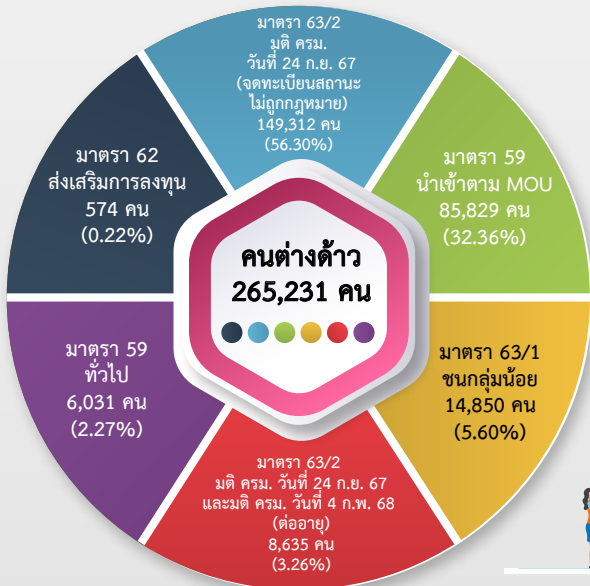 มาตรา 63/2
มติ ครม.
วันที่ 24 ก.ย. 67
(จดทะเบียนสถานะ
ไม่ถูกกฎหมาย)
149,312 คน
(56.30%)
มาตรา 59
นำเข้าตาม MOU
85,829 คน
(32.36%)
มาตรา 63/1
ชนกลุ่มน้อย
14,850 คน
(5.60%)
มาตรา 63/2
มติ ครม. วันที่ 24 ก.ย. 67
และมติ ครม. วันที่ 4 ก.พ. 68
(ต่ออายุ)
8,635 คน
(3.26%)
มาตรา 59
ทั่วไป
6,031 คน
(2.27%)
มาตรา 62
ส่งเสริมการลงทุน
574 คน
(0.22%)
คนต่างด้าว
265,231 คน